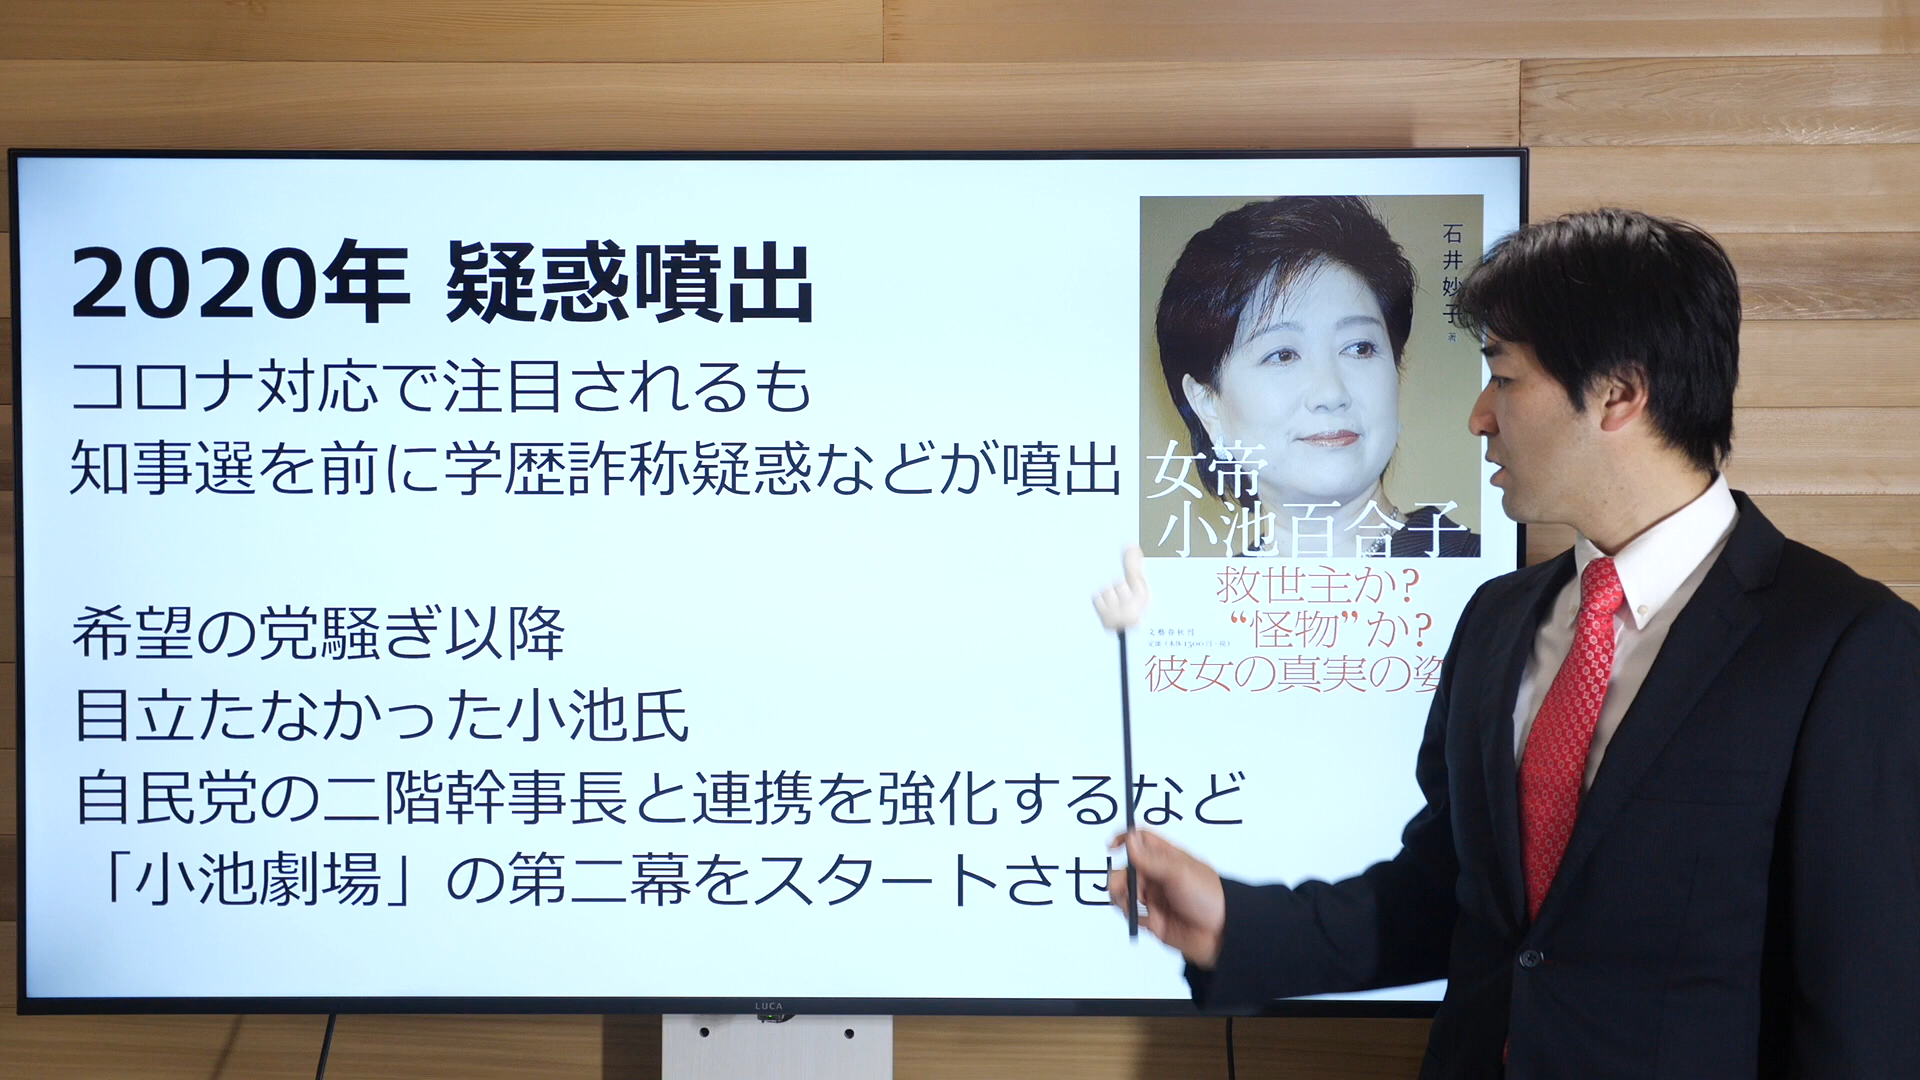 2020年 疑惑噴出
コロナ対応で注目されるも
知事選を前に学歴詐称疑惑などが噴出
希望の党騒ぎ以降
目立たなかった小池氏
自民党の二階幹事長と連携を強化するなど
「小池劇場」の第二幕をスタートさせ
石井妙子 著
女帝
小池百合子
救世主か?
“怪物”か?
彼女の真実の姿
文藝春秋刊
LUCA